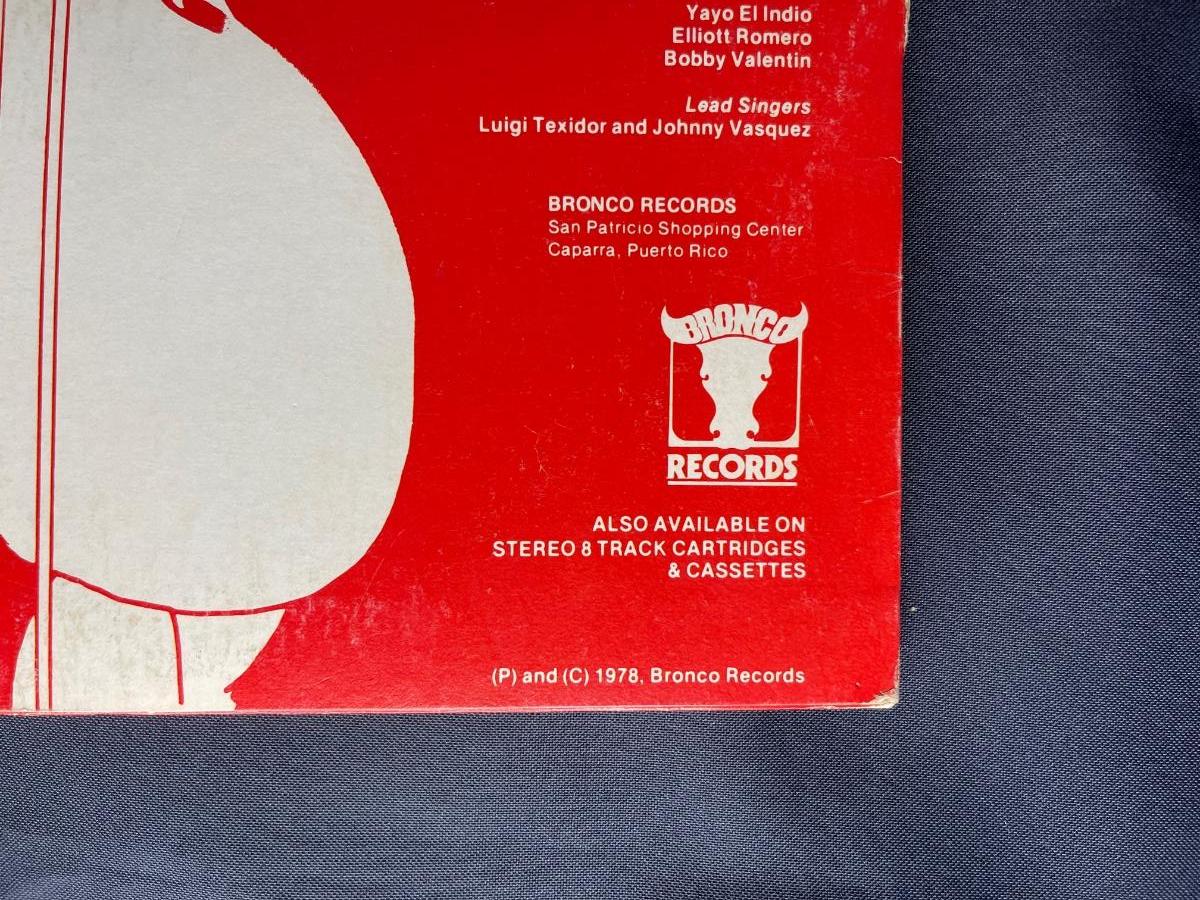 Yayo El Indio
Elliott Romero
Bobby Valentin
Lead Singers
Luigi Texidor and Johnny Vasquez
BRONCO RECORDS
San Patricio Shopping Center
Caparra, Puerto Rico
BRONCO
RECORDS
ALSO AVAILABLE ON
STEREO 8 TRACK CARTRIDGES
& CASSETTES
(P) and (C) 1978, Bronco Records